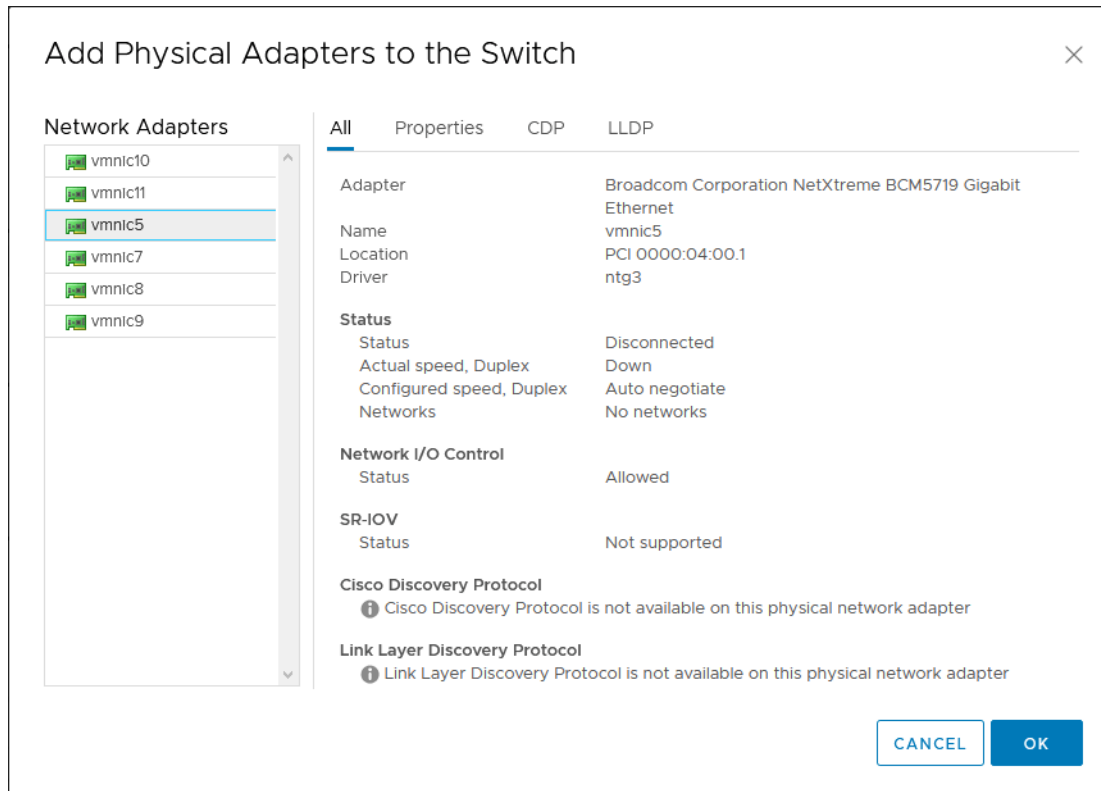 Add Physical Adapters to the Switch
Network Adapters
vmnic10
vmnic11
vmnic5
vmnic7
vmnic8
vmnic9
All Properties CDP LLDP
Adapter Broadcom Corporation NetXtreme BCM5719 Gigabit
Ethernet
Name vmnic5
Location PCI 0000:04:00.1
Driver ntg3
Status
Status Disconnected
Actual speed, Duplex Down
Configured speed, Duplex Auto negotiate
Networks No networks
Network I/O Control
Status Allowed
SR-IOV
Status Not supported
Cisco Discovery Protocol
Cisco Discovery Protocol is not available on this physical network adapter
Link Layer Discovery Protocol
Link Layer Discovery Protocol is not available on this physical network adapter
CANCEL OK